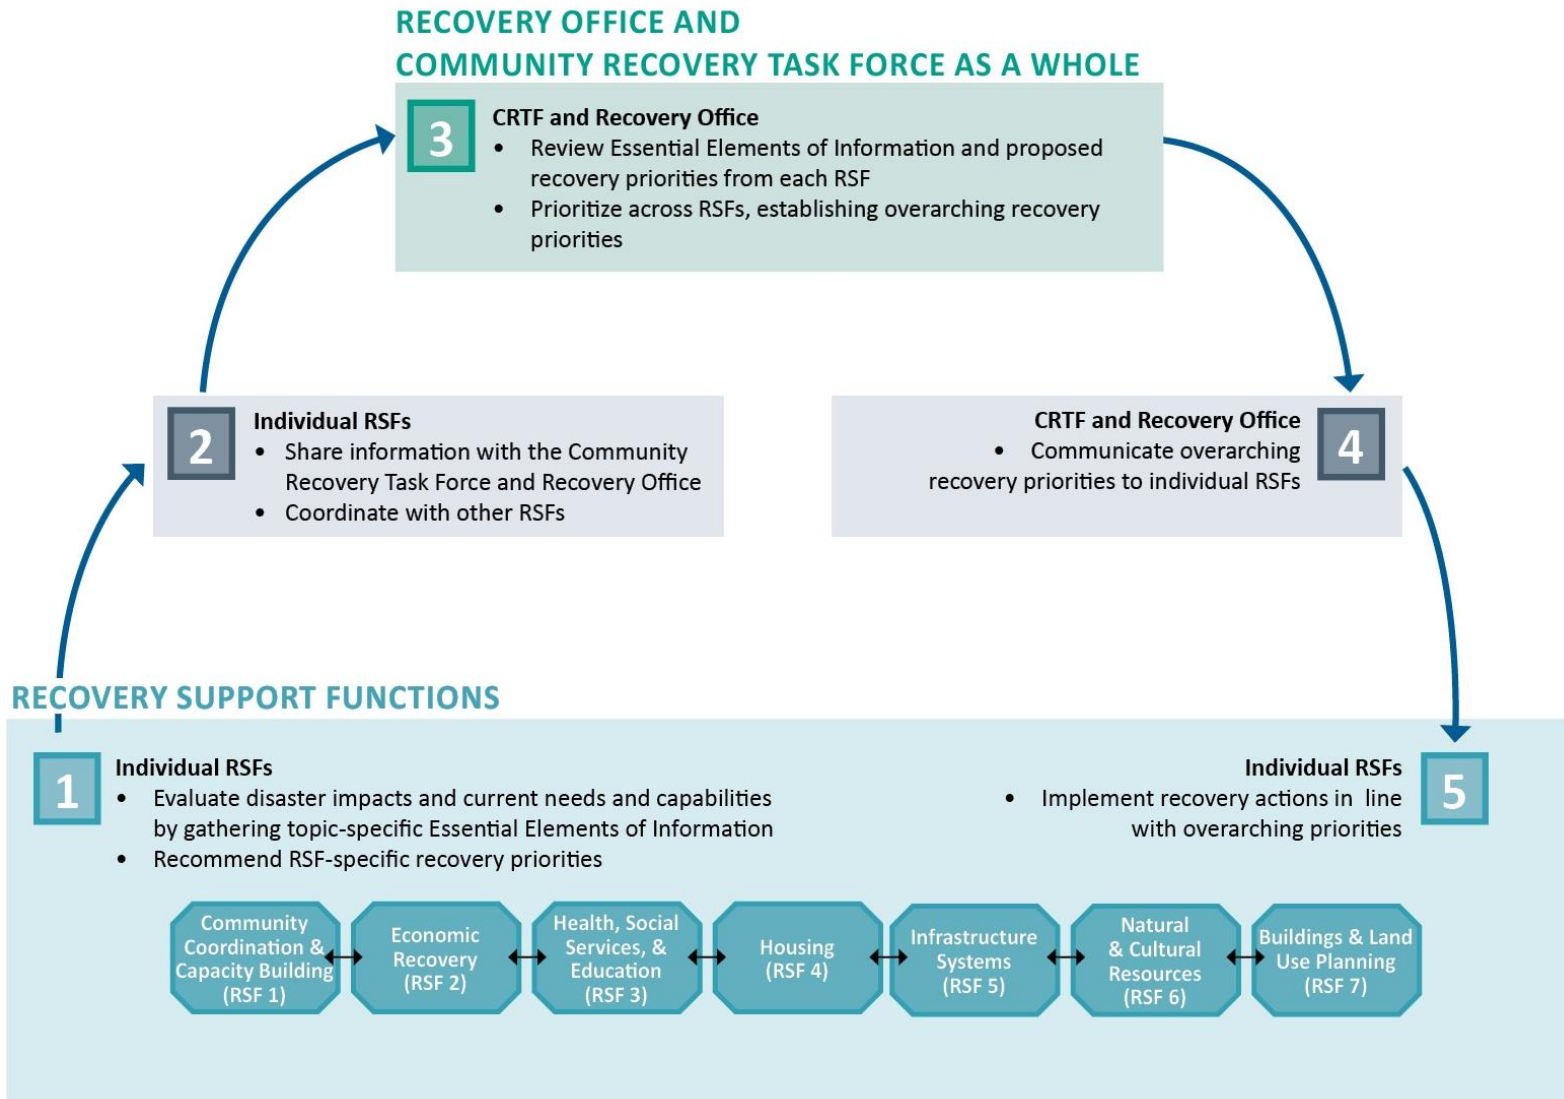 RECOVERY OFFICE AND
COMMUNITY RECOVERY TASK FORCE AS A WHOLE
3
CRTF and Recovery Office
• Review Essential Elements of Information and proposed
recovery priorities from each RSF
• Prioritize across RSFs, establishing overarching recovery
priorities
2
Individual RSFs
• Share information with the Community
Recovery Task Force and Recovery Office
• Coordinate with other RSFs
CRTF and Recovery Office
• Communicate overarching
recovery priorities to individual RSFs
4
RECOVERY SUPPORT FUNCTIONS
1
Individual RSFs
• Evaluate disaster impacts and current needs and capabilities
by gathering topic-specific Essential Elements of Information
• Recommend RSF-specific recovery priorities
Individual RSFs
• Implement recovery actions in line
with overarching priorities
5
Community
Coordination &
Capacity Building
(RSF 1)
Economic
Recovery
(RSF 2)
Health, Social
Services, &
Education
(RSF 3)
Housing
(RSF 4)
Infrastructure
Systems
(RSF 5)
Natural
& Cultural
Resources
(RSF 6)
Buildings & Land
Use Planning
(RSF 7)